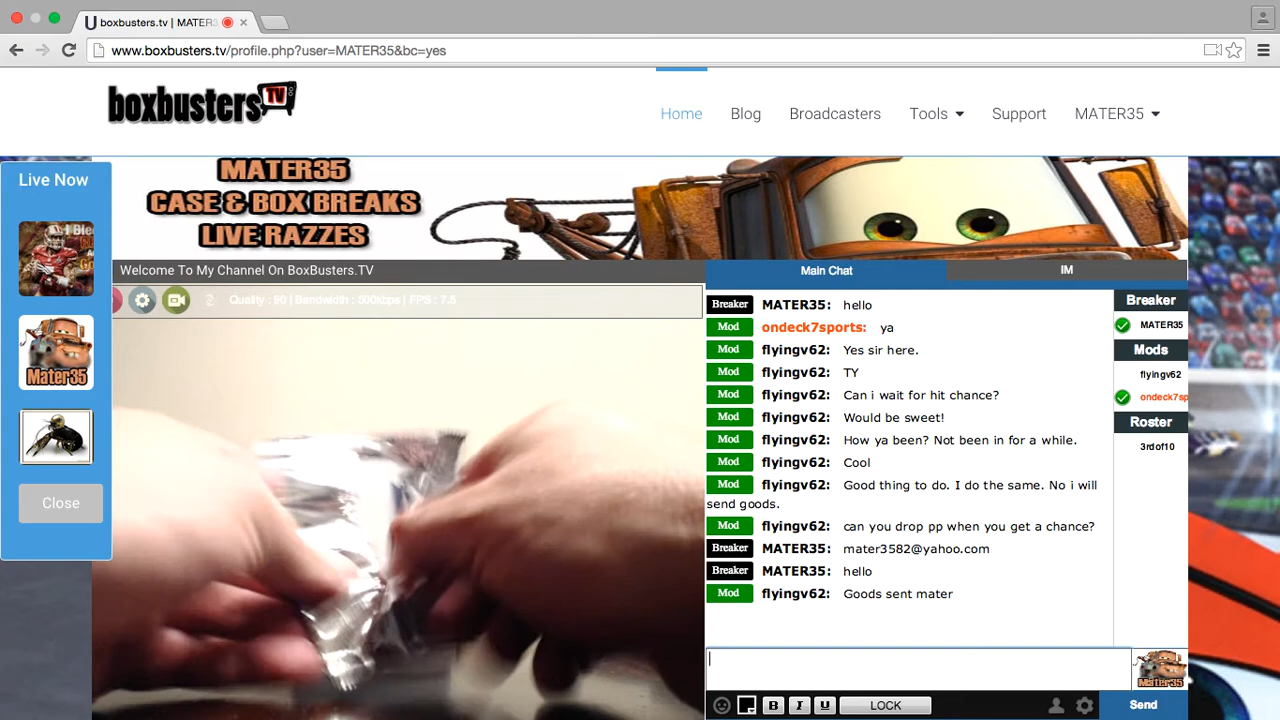 boxbusters.tv | MATER3
www.boxbusters.tv/profile.php?user=MATER35&bc=yes
boxbusters TV
Home Blog Broadcasters Tools Support MATER35
Live Now
MATER35
CASE & BOX BREAKS
LIVE RAZZES
Welcome To My Channel On BoxBusters.TV
Main Chat IM
Quality : 90 | Bandwidth : 500kbps | FPS : 7.5
Breaker MATER35: hello
Mod ondeck7sports: ya
Mod flyingv62: Yes sir here.
Mod flyingv62: TY
Mod flyingv62: Can i wait for hit chance?
Mod flyingv62: Would be sweet!
Mod flyingv62: How ya been? Not been in for a while.
Mod flyingv62: Cool
Mod flyingv62: Good thing to do. I do the same. No i will
send goods.
Mod flyingv62: can you drop pp when you get a chance?
Breaker MATER35: mater3582@yahoo.com
Breaker MATER35: hello
Mod flyingv62: Goods sent mater
Breaker
MATER35
Mods
flyingv62
ondeck7sp
Roster
3rdof10
Mater35
Close
Mater35
B I U LOCK Send